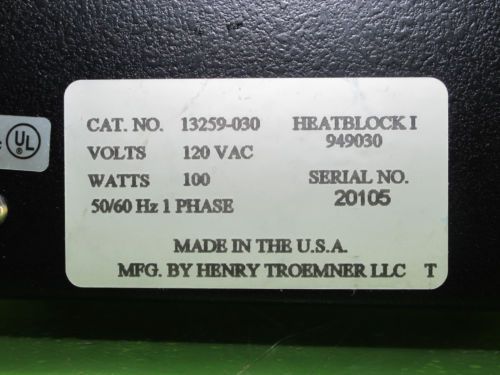 CAT. NO. 13259-030 HEATBLOCK I
949030
VOLTS 120 VAC
WATTS 100 SERIAL NO.
20105
50/60 Hz 1 PHASE
MADE IN THE U.S.A.
MFG. BY HENRY TROEMNER LLC T
UL